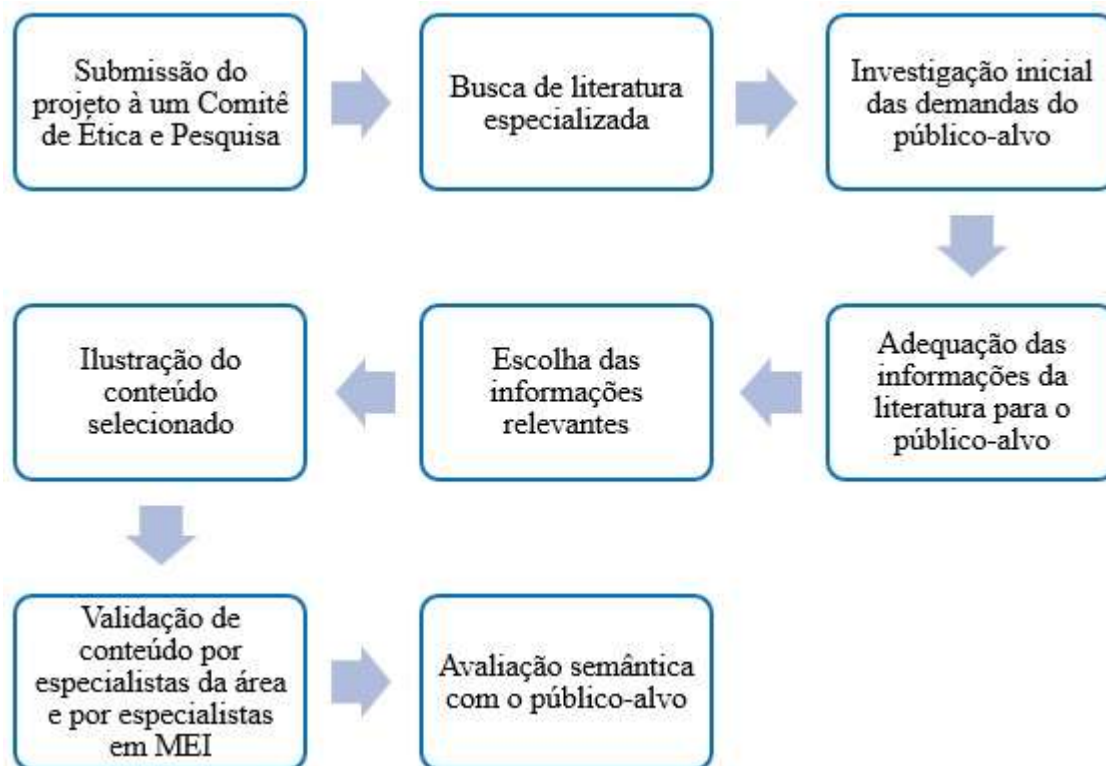 Submissão do
projeto à um Comitê
de Ética e Pesquisa
Busca de literatura
especializada
Investigação inicial
das demandas do
público-alvo
Adequação das
informações da
literatura para o
público-alvo
Escolha das
informações
relevantes
Ilustração do
conteúdo
selecionado
Validação de
conteúdo por
especialistas da área
e por especialistas
em MEI
Avaliação semântica
com o público-alvo